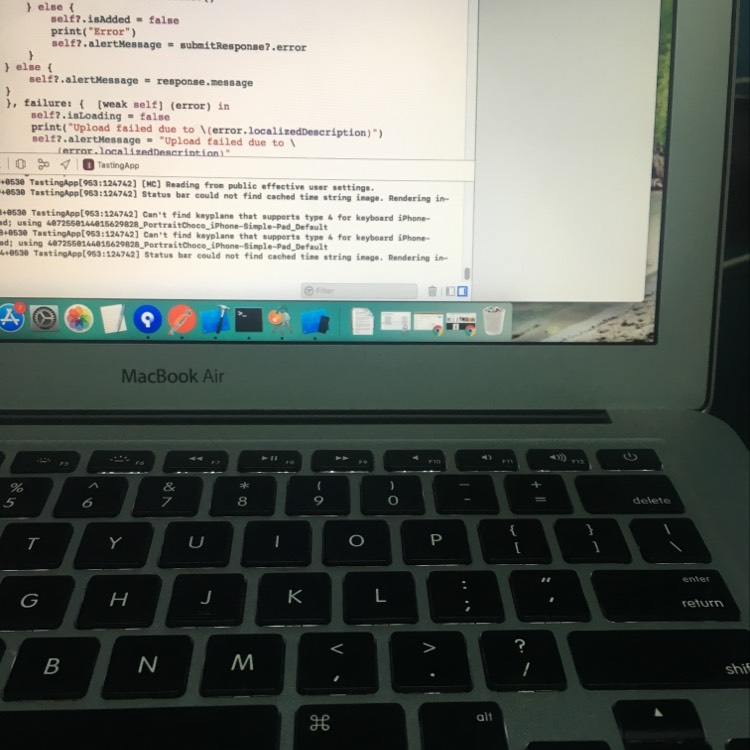 } else {
self?.isAdded = false
print("Error")
self?.alertMessage = submitResponse?.error
}
} else {
self?.alertMessage = response.message
}
}, failure: { [weak self] (error) in
self?.isLoading = false
print("Upload failed due to \(error.localizedDescription)")
self?.alertMessage = "Upload failed due to \
(error.localizedDescription)"
TastingApp
+0530 TastingApp[953:124742] [MC] Reading from public effective user settings.
+0530 TastingApp[953:124742] Status bar could not find cached time string image. Rendering in-
+0530 TastingApp[953:124742] Can't find keyplane that supports type 4 for keyboard iPhone-
ad; using 4072550144015629828_PortraitChoco_iPhone-Simple-Pad_Default
+0530 TastingApp[953:124742] Can't find keyplane that supports type 4 for keyboard iPhone-
ad; using 4072550144015629828_PortraitChoco_iPhone-Simple-Pad_Default
+0530 TastingApp[953:124742] Status bar could not find cached time string image. Rendering in-
Filter
MacBook Air
F5 F6 F7 F8 F9 F10 F11 F12
% ^ & * ( ) _ +
5 6 7 8 9 0 - = delete
T Y U I O P { [ } ] | \
G H J K L : ; " ' enter return
B N M < , > . ? / shif
⌘ alt